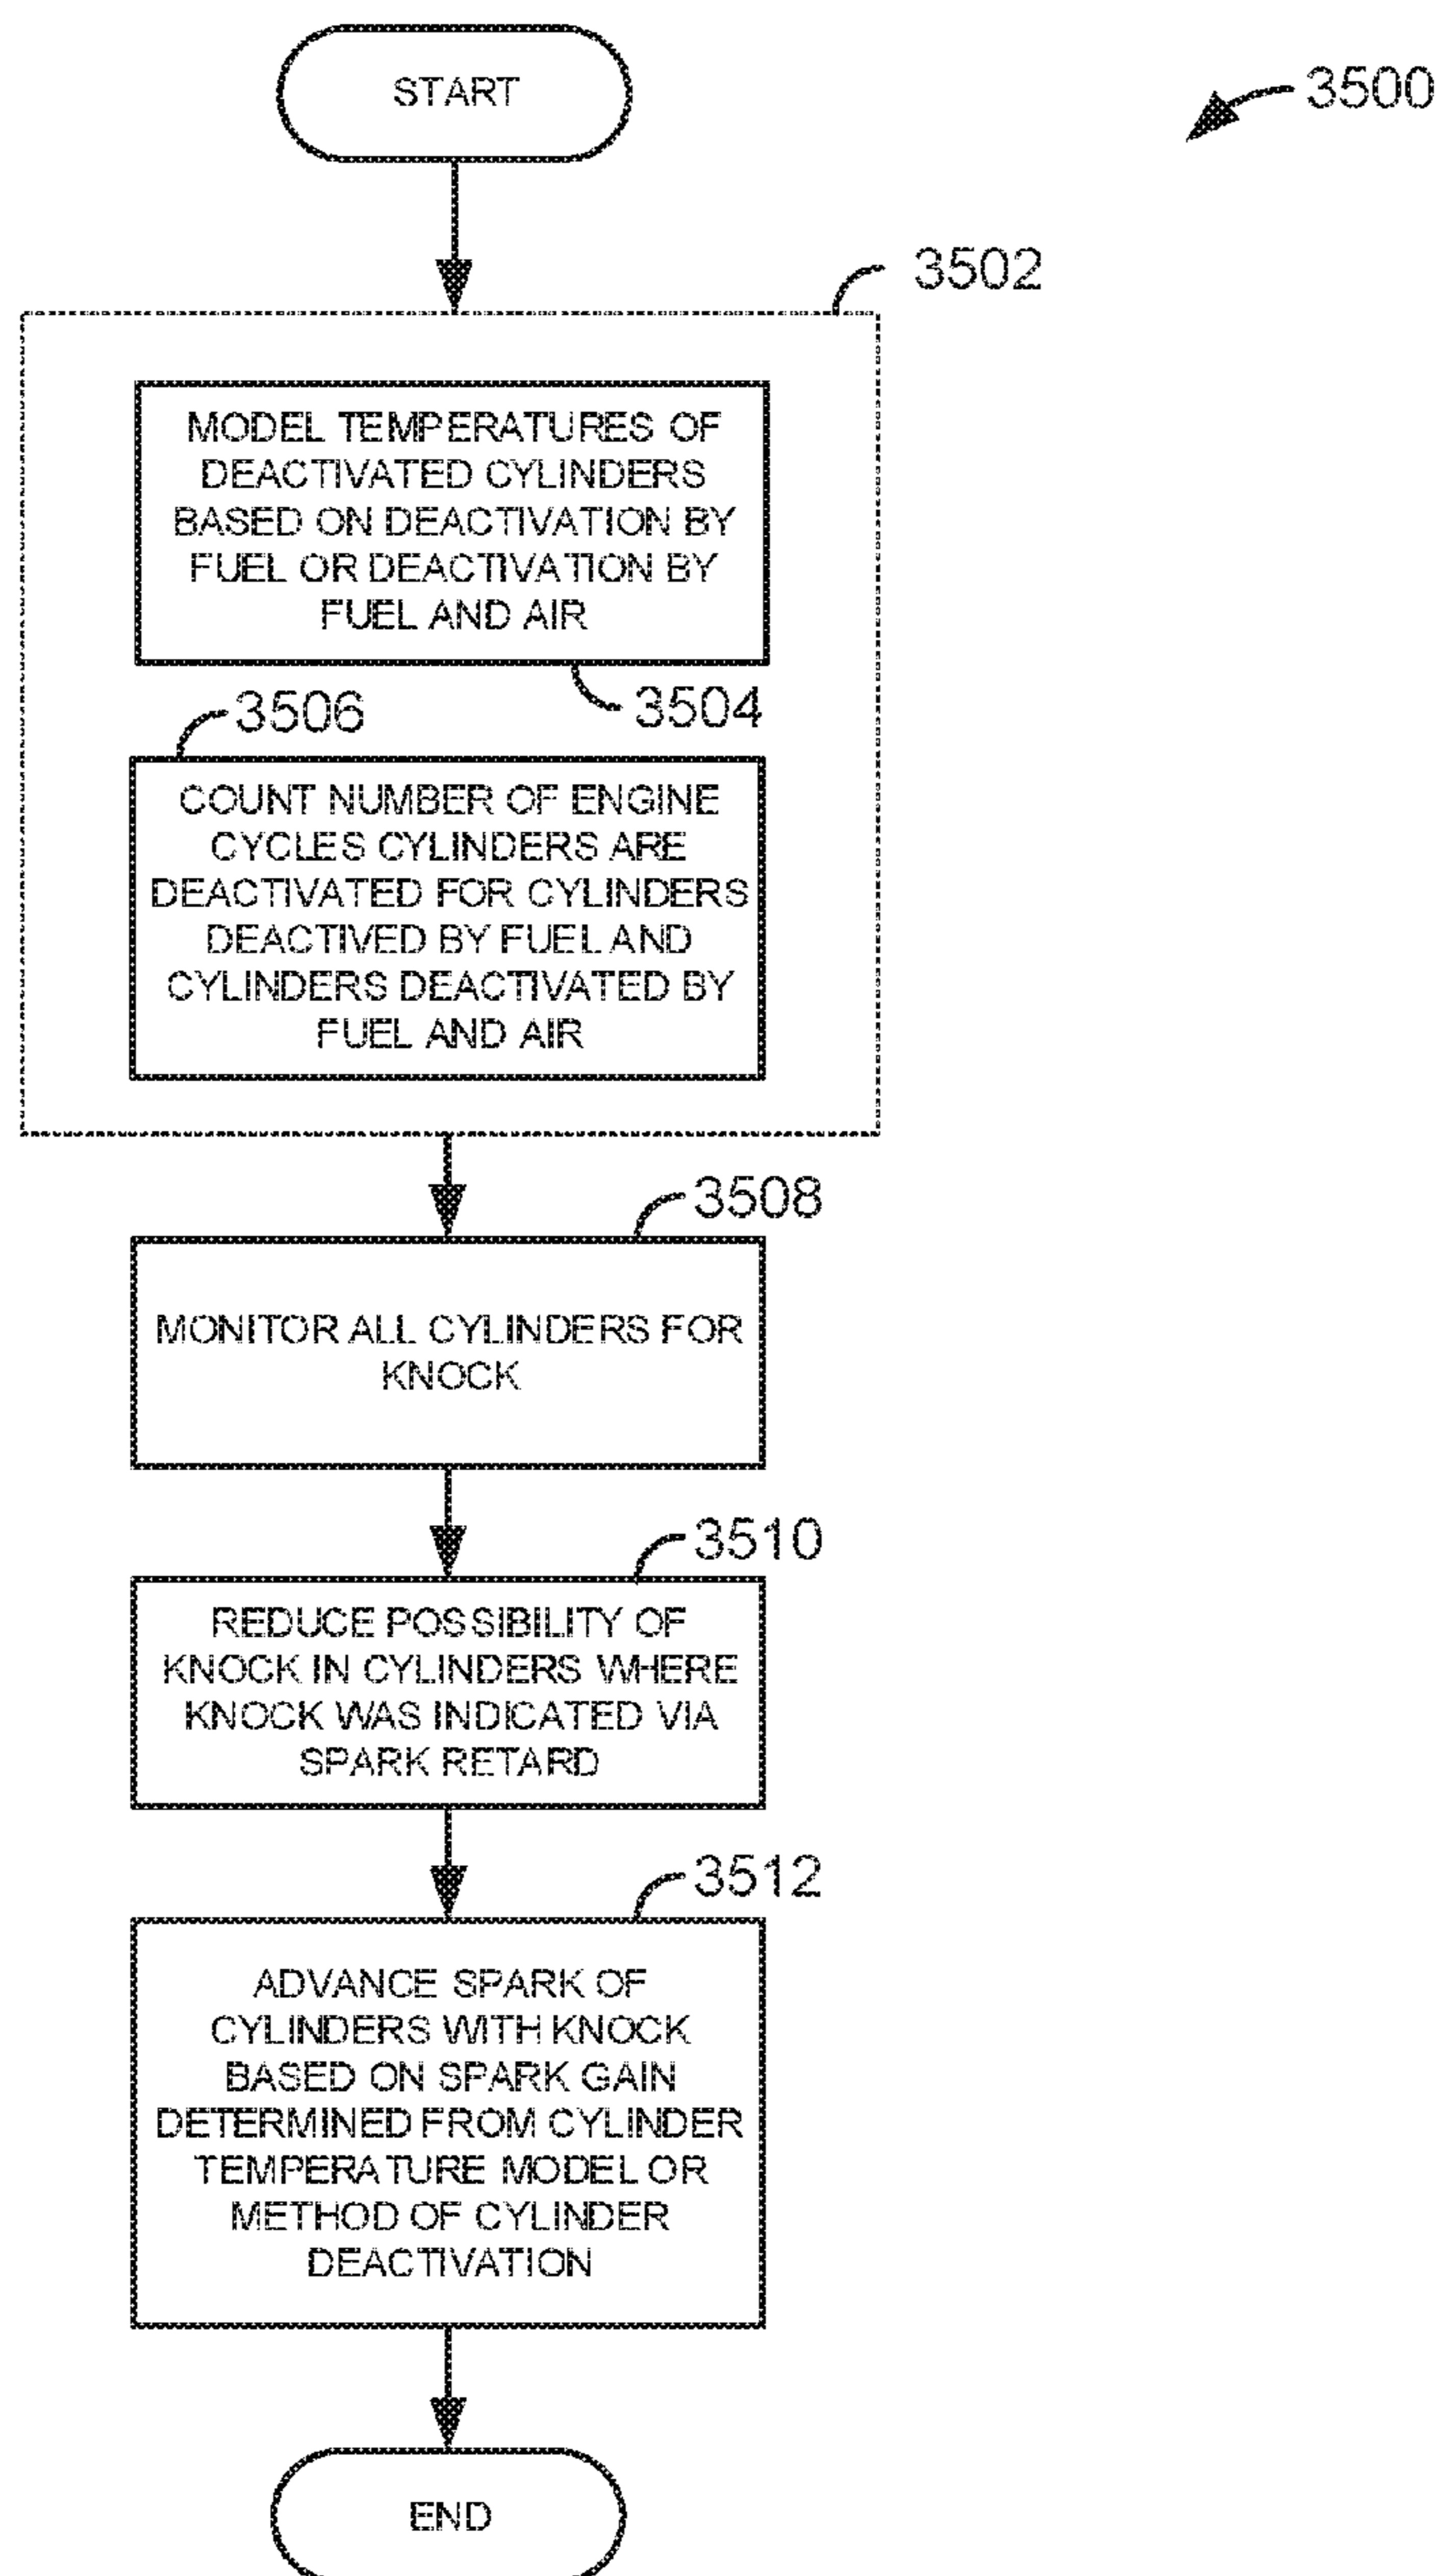 START
3500
3502
MODEL TEMPERATURES OF
DEACTIVATED CYLINDERS
BASED ON DEACTIVATION BY
FUEL OR DEACTIVATION BY
FUEL AND AIR
3504
3506
COUNT NUMBER OF ENGINE
CYCLES CYLINDERS ARE
DEACTIVATED FOR CYLINDERS
DEACTIVED BY FUEL AND
CYLINDERS DEACTIVATED BY
FUEL AND AIR
3508
MONITOR ALL CYLINDERS FOR
KNOCK
3510
REDUCE POSSIBILITY OF
KNOCK IN CYLINDERS WHERE
KNOCK WAS INDICATED VIA
SPARK RETARD
3512
ADVANCE SPARK OF
CYLINDERS WITH KNOCK
BASED ON SPARK GAIN
DETERMINED FROM CYLINDER
TEMPERATURE MODEL OR
METHOD OF CYLINDER
DEACTIVATION
END